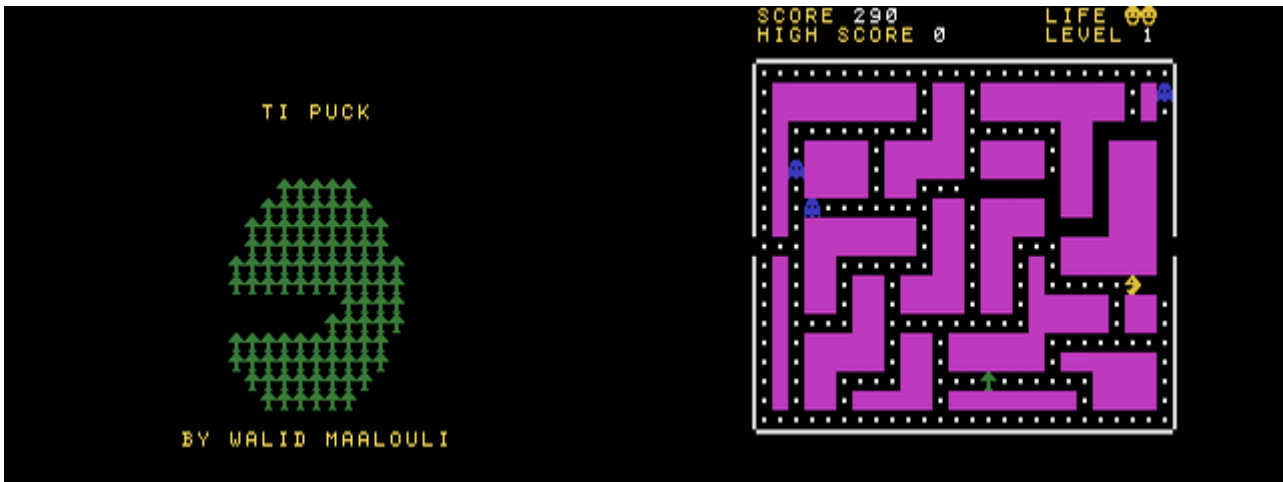 TI PUCK
BY WALID MAALOULI
SCORE 290 LIFE
HIGH SCORE 0 LEVEL 1